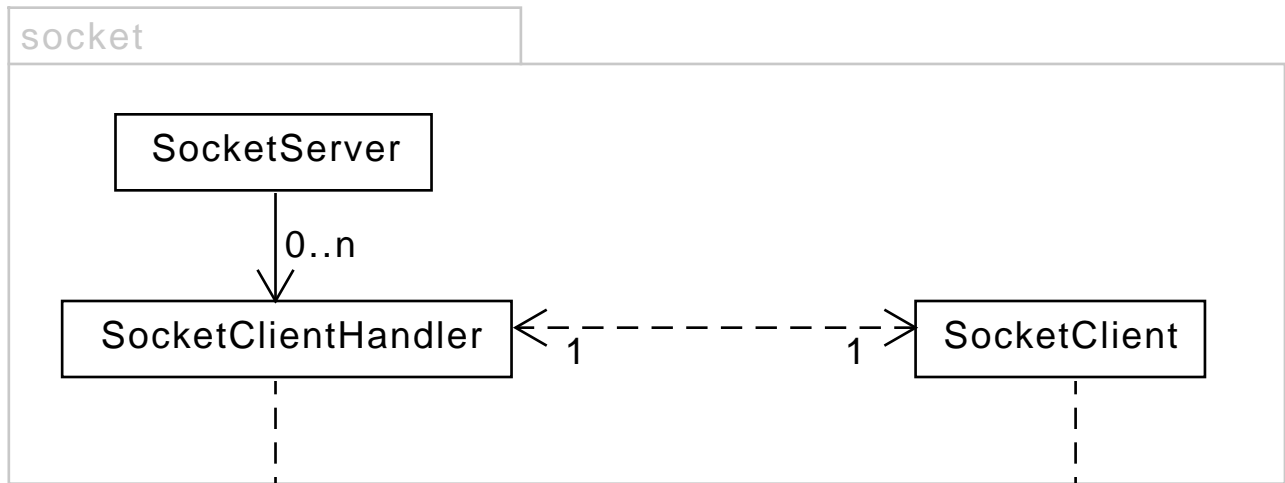 socket
SocketServer
0..n
SocketClientHandler
1
1
SocketClient